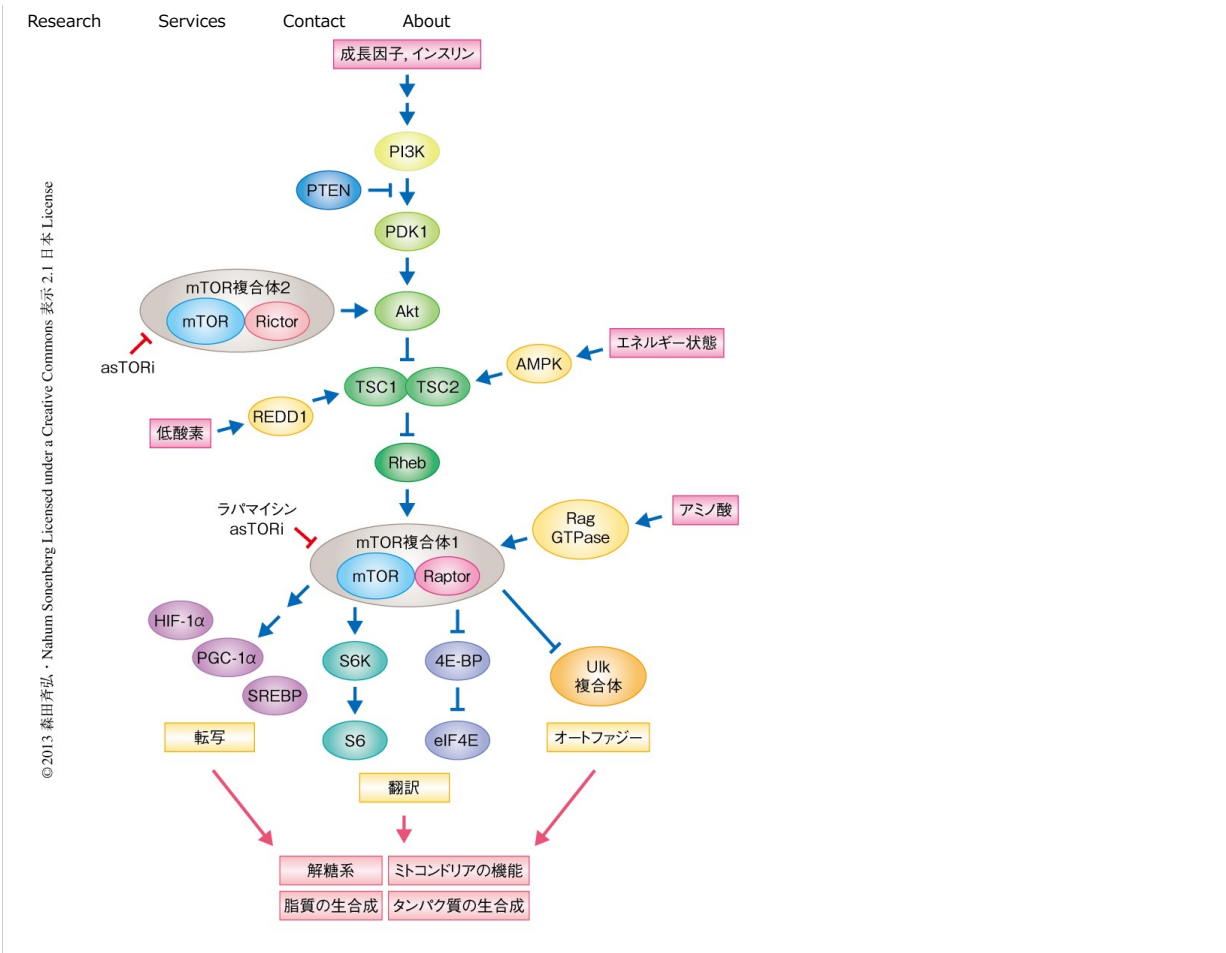 Research Services Contact About
成長因子, インスリン
PI3K
PTEN
PDK1
mTOR複合体2
mTOR Rictor
Akt
asTORi
エネルギー状態
AMPK
TSC1 TSC2
REDD1
低酸素
Rheb
ラパマイシン
asTORi
アミノ酸
Rag
GTPase
mTOR複合体1
mTOR Raptor
HIF-1α
PGC-1α
SREBP
S6K
4E-BP
Ulk
複合体
転写
S6
eIF4E
オートファジー
翻訳
解糖系
ミトコンドリアの機能
脂質の生合成
タンパク質の生合成
©2013 森田斉弘・Nahum Sonenberg Licensed under a Creative Commons 表示 2.1 日本 License